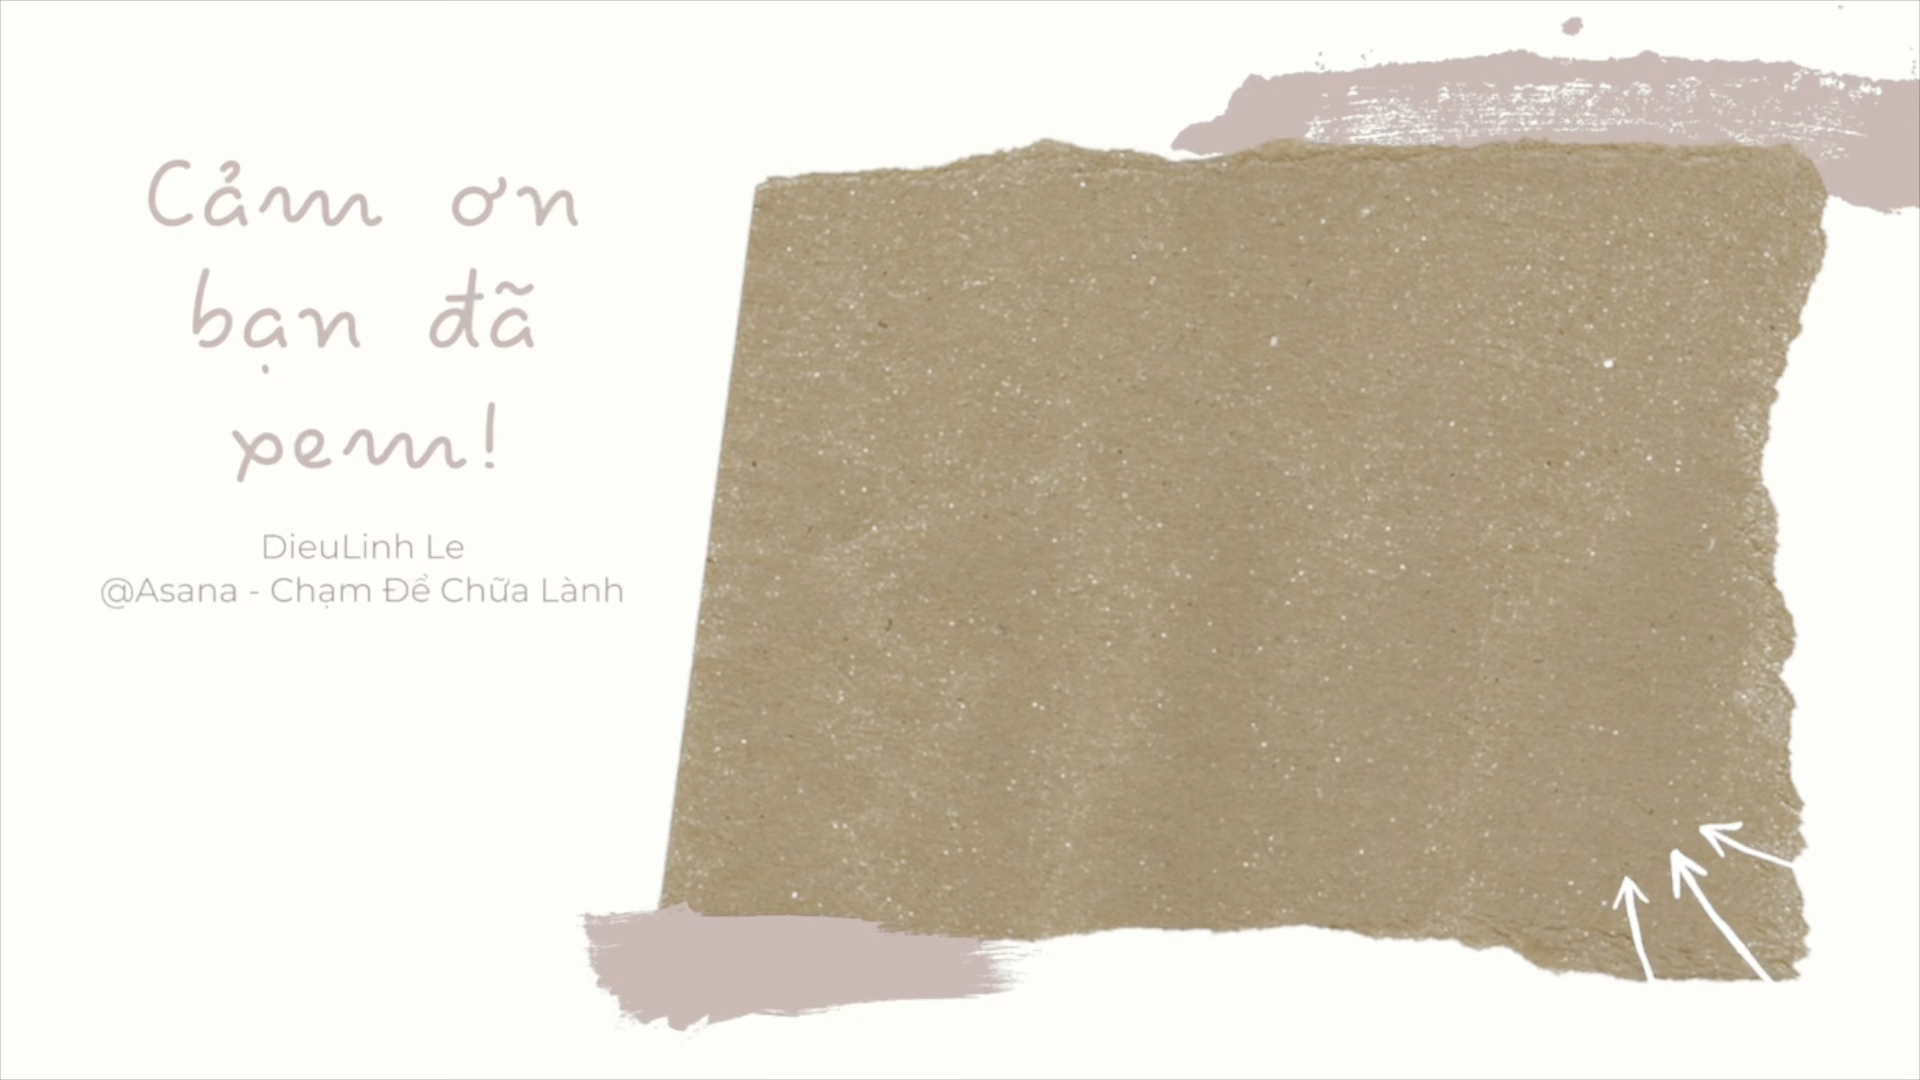 Cảm ơn
bạn đã
xem!
DieuLinh Le
@Asana - Chạm Để Chữa Lành